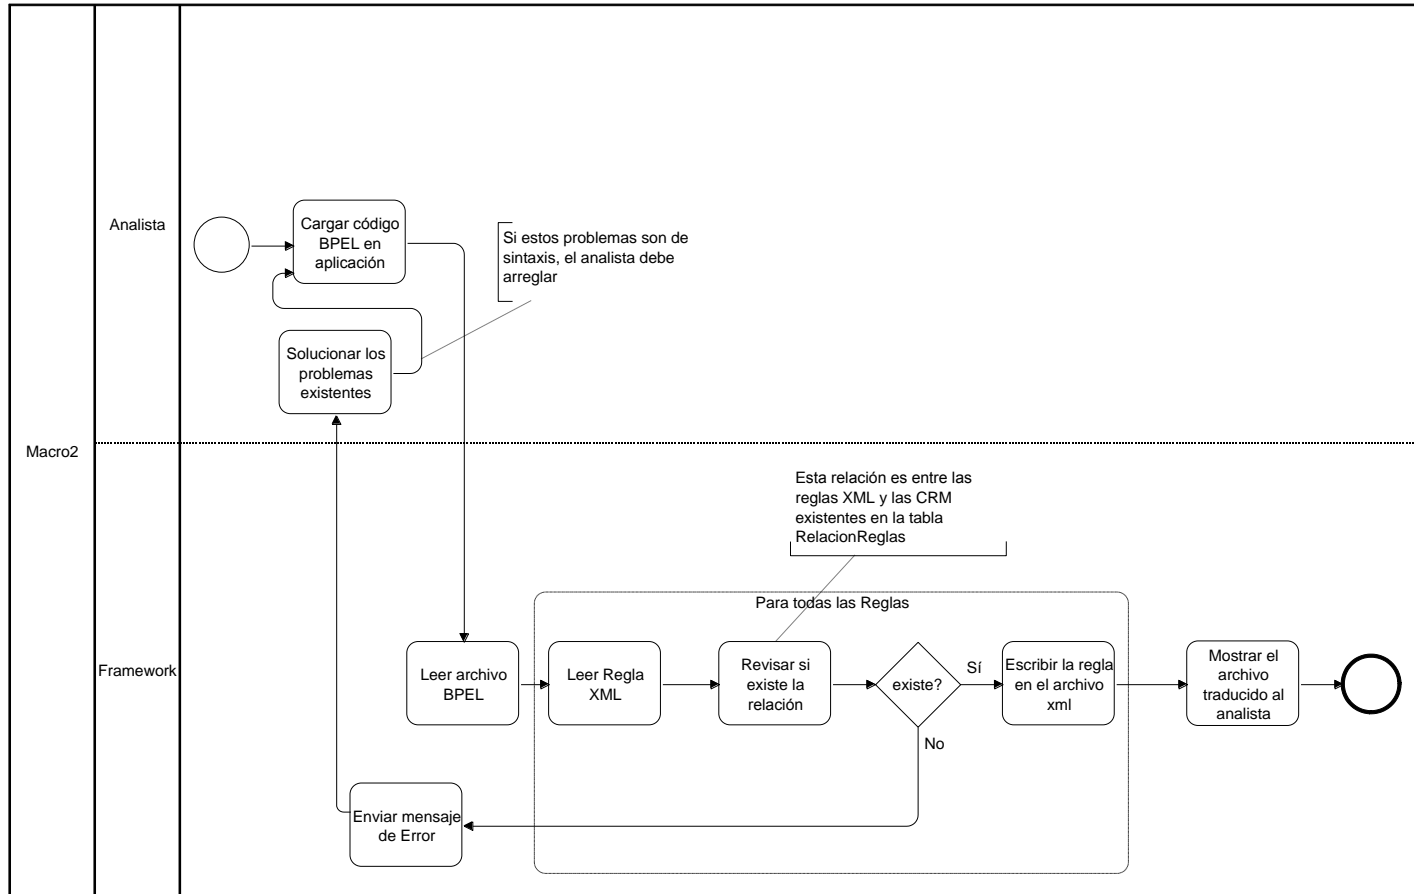 Macro2
Analista
Cargar código
BPEL en
aplicación
Si estos problemas son de
sintaxis, el analista debe
arreglar
Solucionar los
problemas
existentes
Framework
Esta relación es entre las
reglas XML y las CRM
existentes en la tabla
RelacionReglas
Para todas las Reglas
Leer archivo
BPEL
Leer Regla
XML
Revisar si
existe la
relación
existe?
Sí
No
Escribir la regla
en el archivo
xml
Mostrar el
archivo
traducido al
analista
Enviar mensaje
de Error